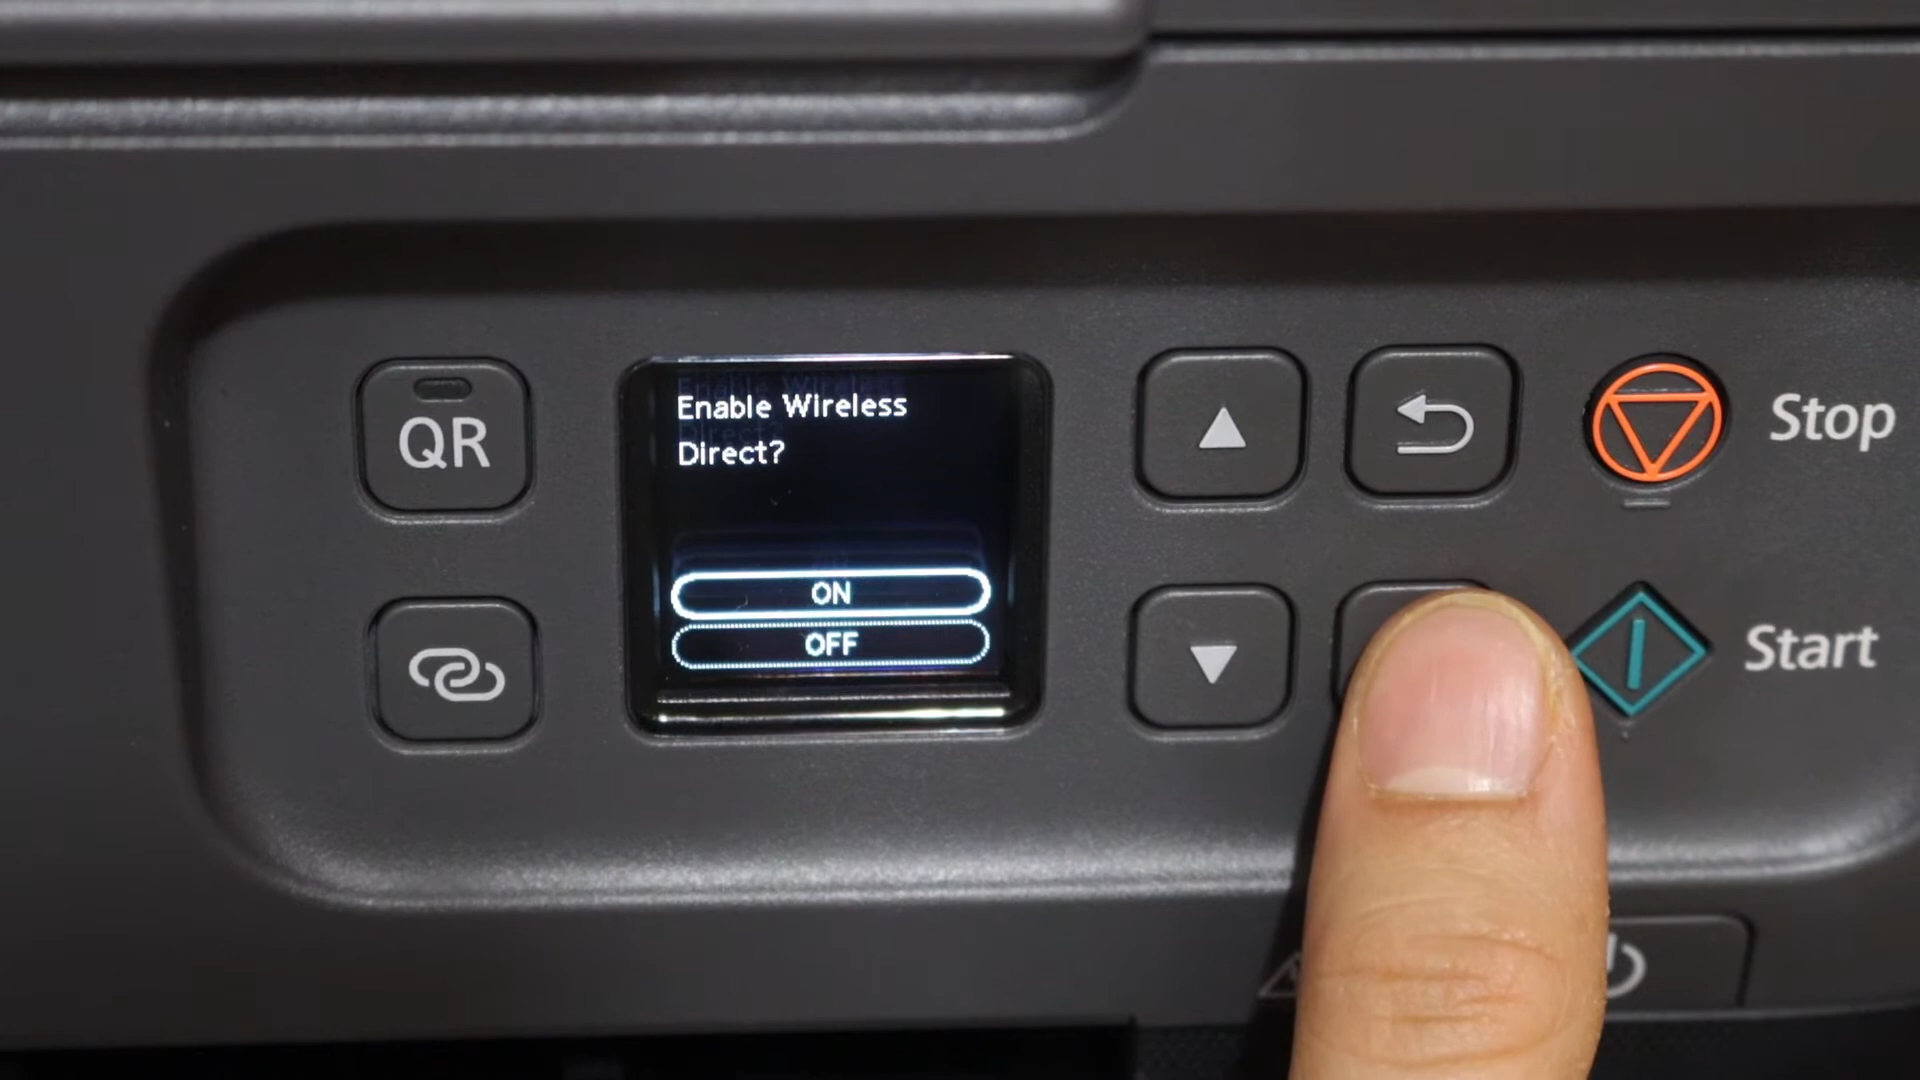 Enable Wireless
Direct?
ON
OFF
QR
Stop
Start